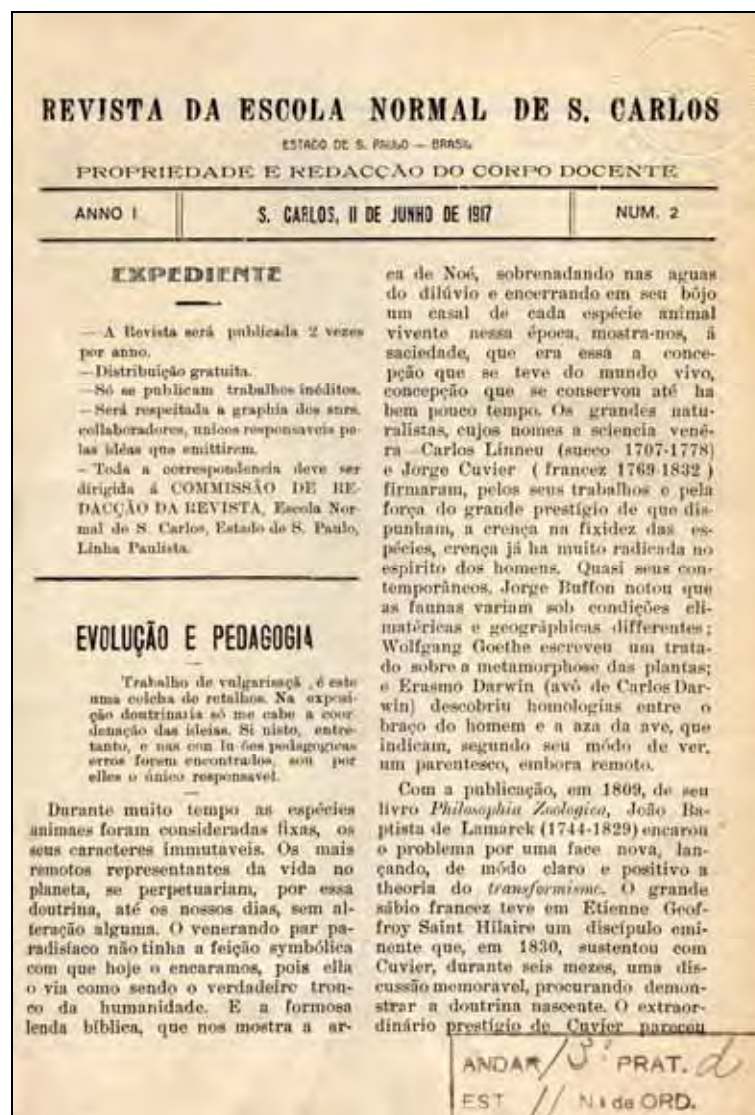 REVISTA DA ESCOLA NORMAL DE S. CARLOS
ESTADO DE S. PAULO — BRASIL
PROPRIEDADE E REDACÇÃO DO CORPO DOCENTE
ANNO I
S. CARLOS, 11 DE JUNHO DE 1917
NUM. 2
EXPEDIENTE
— A Revista será publicada 2 vezes
por anno.
—Distribuição gratuita.
—Só se publicam trabalhos inéditos.
—Será respeitada a graphia dos snrs.
collaboradores, unicos responsaveis pe-
las idéas que emittirem.
— Toda a correspondencia deve ser
dirigida á COMMISSÃO DE RE-
DACÇÃO DA REVISTA, Escola Nor-
mal de S. Carlos, Estado de S. Paulo,
Linha Paulista.
EVOLUÇÃO E PEDAGOGIA
Trabalho de vulgarisaçã , é este
uma colcha de retalhos. Na exposi-
ção doutrinaria só me cabe a coor-
denação das ideias. Si nisto, entre-
tanto, e nas con lu ões pedagogicas
erros forem encontrados, sou por
elles o único responsavel.
Durante muito tempo as espécies
animaes foram consideradas fixas, os
seus caracteres immutaveis. Os mais
remotos representantes da vida no
planeta, se perpetuariam, por essa
doutrina, até os nossos dias, sem al-
teração alguma. O venerando par pa-
radisíaco não tinha a feição symbólica
com que hoje o encaramos, pois ella
o via como sendo o verdadeiro tron-
co da humanidade. E a formosa
lenda bíblica, que nos mostra a ar-
ca de Noé, sobrenadando nas aguas
do dilúvio e encerrando em seu bôjo
um casal de cada espécie animal
vivente nessa época, mostra-nos, á
saciedade, que era essa a conce-
pção que se teve do mundo vivo,
concepção que se conservou até ha
bem pouco tempo. Os grandes natu-
ralistas, cujos nomes a sciencia vené-
ra Carlos Linneu (sueco 1707-1778)
e Jorge Cuvier ( francez 1769-1832 )
firmaram, pelos seus trabalhos e pela
força do grande prestígio de que dis-
punham, a crença na fixidez das es-
pécies, crença já ha muito radicada no
espirito dos homens. Quasi seus con-
temporâneos, Jorge Buffon notou que
as faunas variam sob condições cli-
matéricas e geográphicas differentes;
Wolfgang Goethe escreveu um trata-
do sobre a metamorphose das plantas;
e Erasmo Darwin (avô de Carlos Dar-
win) descobriu homologias entre o
braço do homem e a aza da ave, que
indicam, segundo seu módo de ver,
um parentesco, embora remoto.
Com a publicação, em 1809, de seu
livro Philosophia Zoologica, João Ba-
ptista de Lamarck (1744-1829) encarou
o problema por uma face nova, lan-
çando, de módo claro e positivo a
theoria do transformismo. O grande
sábio francez teve em Etienne Geof-
froy Saint Hilaire um discípulo emi-
nente que, em 1830, sustentou com
Cuvier, durante seis mezes, uma dis-
cussão memoravel, procurando demon-
strar a doutrina nascente. O extraor-
dinário prestígio de Cuvier pareceu
ANDAR/3º PRAT. d
EST // N.º de ORD.